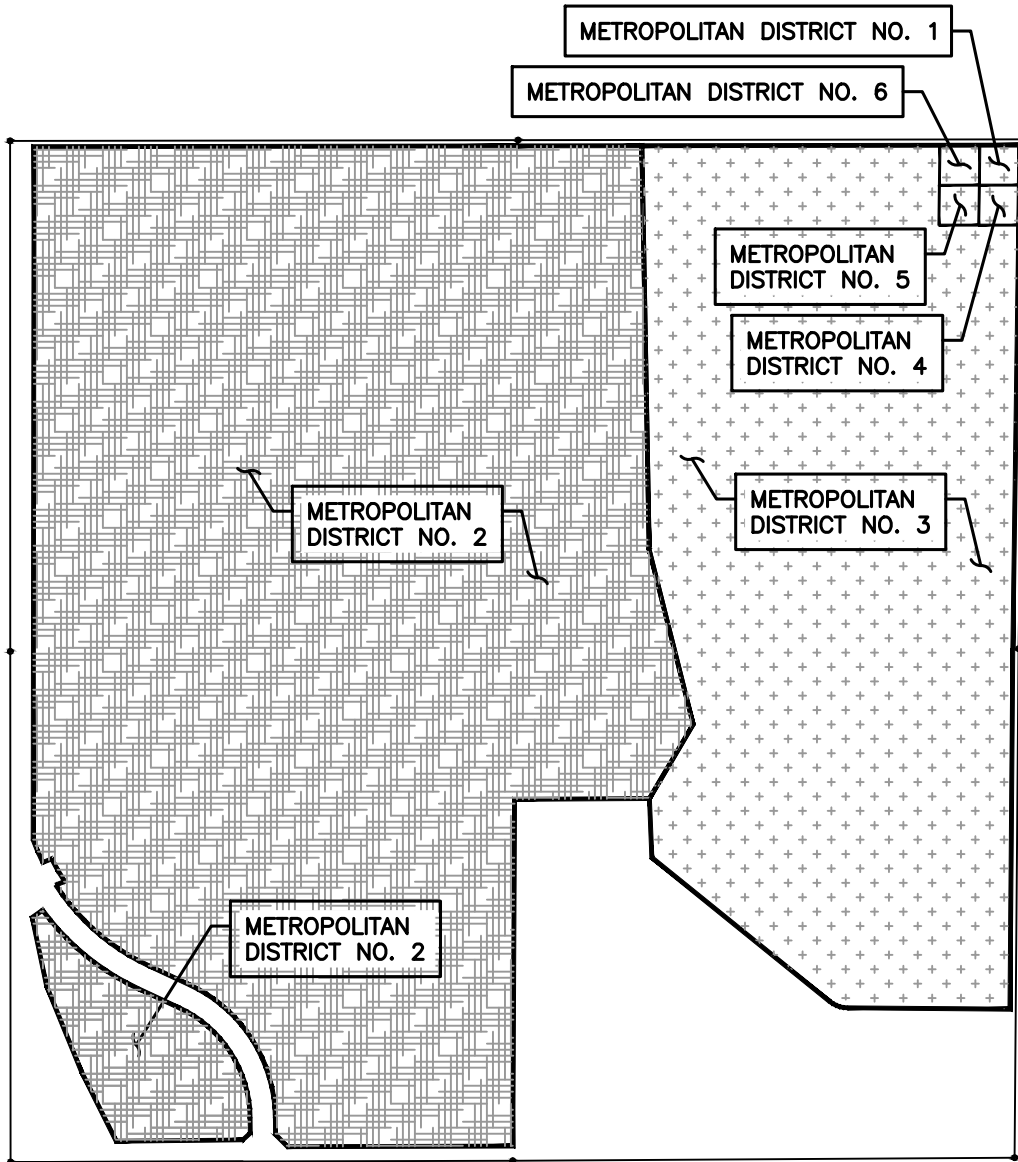 METROPOLITAN DISTRICT NO. 1
METROPOLITAN DISTRICT NO. 6
METROPOLITAN
DISTRICT NO. 5
METROPOLITAN
DISTRICT NO. 4
METROPOLITAN
DISTRICT NO. 2
METROPOLITAN
DISTRICT NO. 3
METROPOLITAN
DISTRICT NO. 2